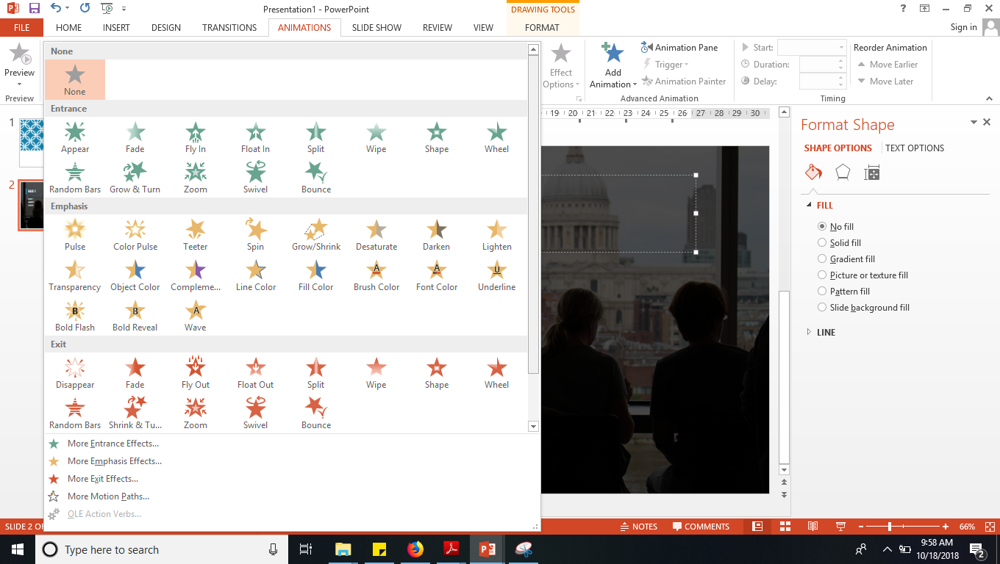 Presentation1 - PowerPoint
DRAWING TOOLS
?
FILE HOME INSERT DESIGN TRANSITIONS ANIMATIONS SLIDE SHOW REVIEW VIEW FORMAT
Sign in
Preview
Preview
None
None
Entrance
Appear Fade Fly In Float In Split Wipe Shape Wheel
Random Bars Grow & Turn Zoom Swivel Bounce
Emphasis
Pulse Color Pulse Teeter Spin Grow/Shrink Desaturate Darken Lighten
Transparency Object Color Compleme... Line Color Fill Color Brush Color Font Color Underline
Bold Flash Bold Reveal Wave
Exit
Disappear Fade Fly Out Float Out Split Wipe Shape Wheel
Random Bars Shrink & Tu... Zoom Swivel Bounce
More Entrance Effects...
More Emphasis Effects...
More Exit Effects...
More Motion Paths...
OLE Action Verbs...
Effect
Options
Add
Animation
Animation Pane
Trigger
Animation Painter
Advanced Animation
Start:
Duration:
Delay:
Timing
Reorder Animation
Move Earlier
Move Later
19 20 21 22 23 24 25 26 27 28 29 30
1
2
Format Shape
SHAPE OPTIONS TEXT OPTIONS
FILL
No fill
Solid fill
Gradient fill
Picture or texture fill
Pattern fill
Slide background fill
LINE
SLIDE 2 OF
NOTES COMMENTS 66%
Type here to search
9:58 AM
10/18/2018
2